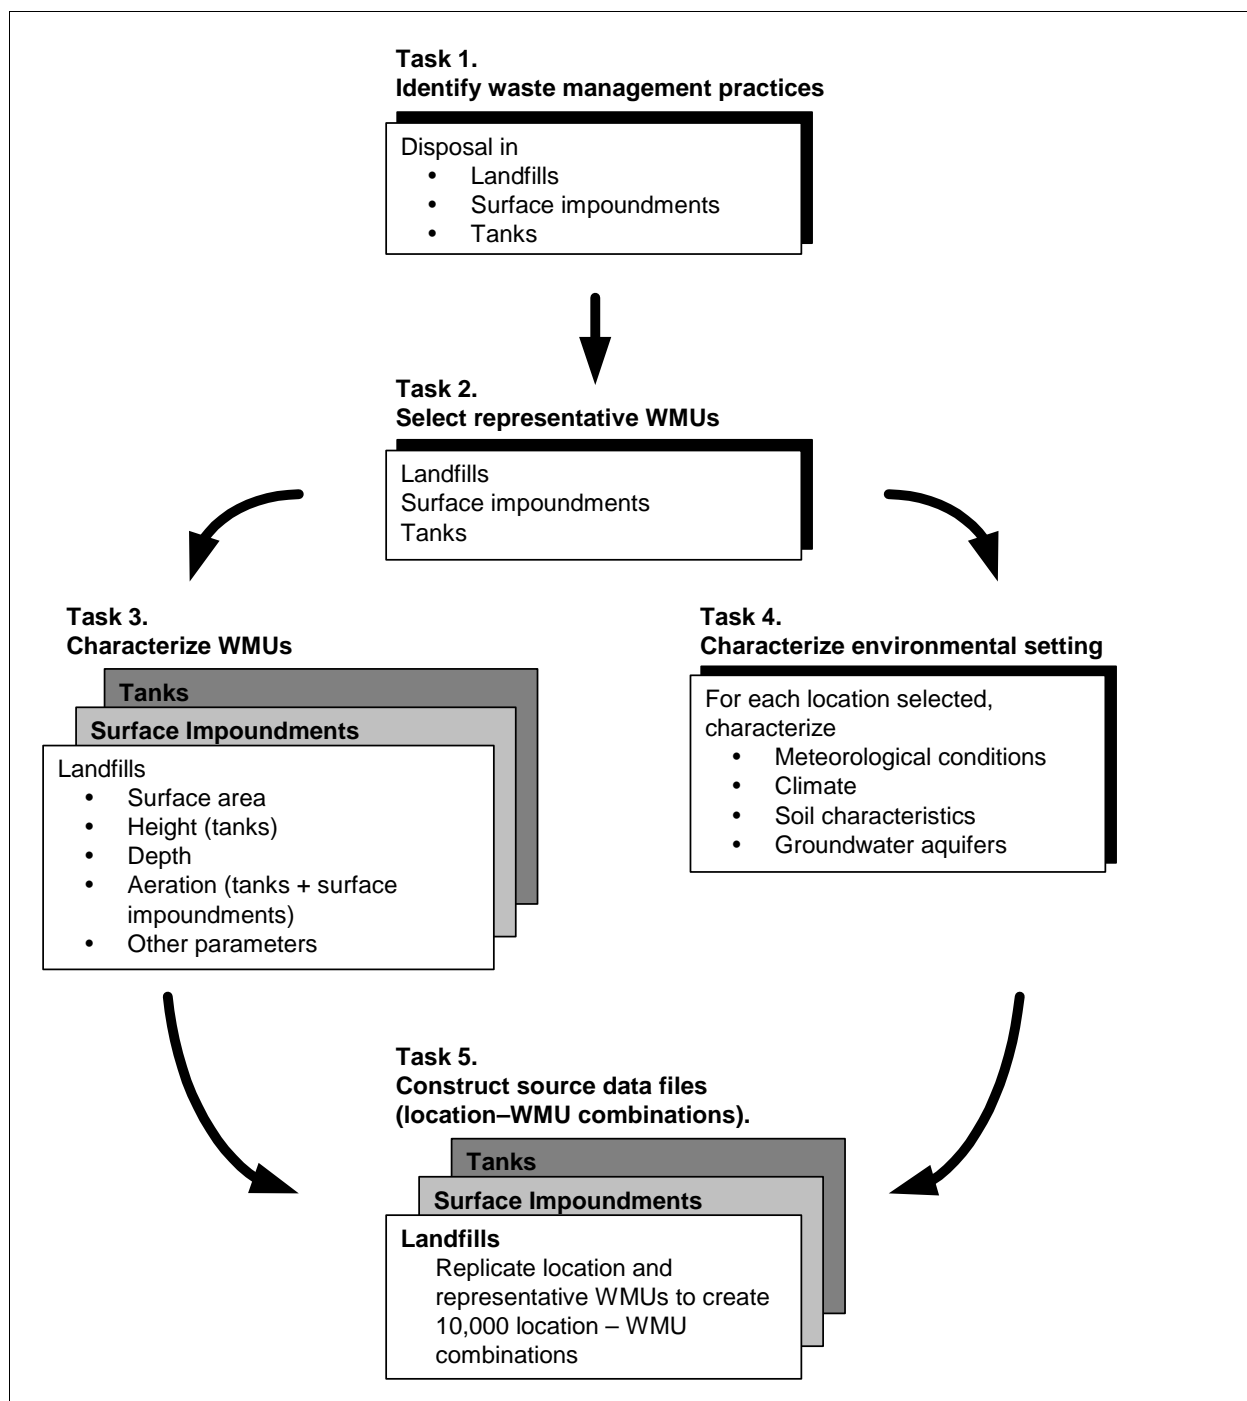 Task 1.
Identify waste management practices
Disposal in
• Landfills
• Surface impoundments
• Tanks
Task 2.
Select representative WMUs
Landfills
Surface impoundments
Tanks
Task 3.
Characterize WMUs
Tanks
Surface Impoundments
Landfills
• Surface area
• Height (tanks)
• Depth
• Aeration (tanks + surface
impoundments)
• Other parameters
Task 4.
Characterize environmental setting
For each location selected,
characterize
• Meteorological conditions
• Climate
• Soil characteristics
• Groundwater aquifers
Task 5.
Construct source data files
(location–WMU combinations).
Tanks
Surface Impoundments
Landfills
Replicate location and
representative WMUs to create
10,000 location – WMU
combinations